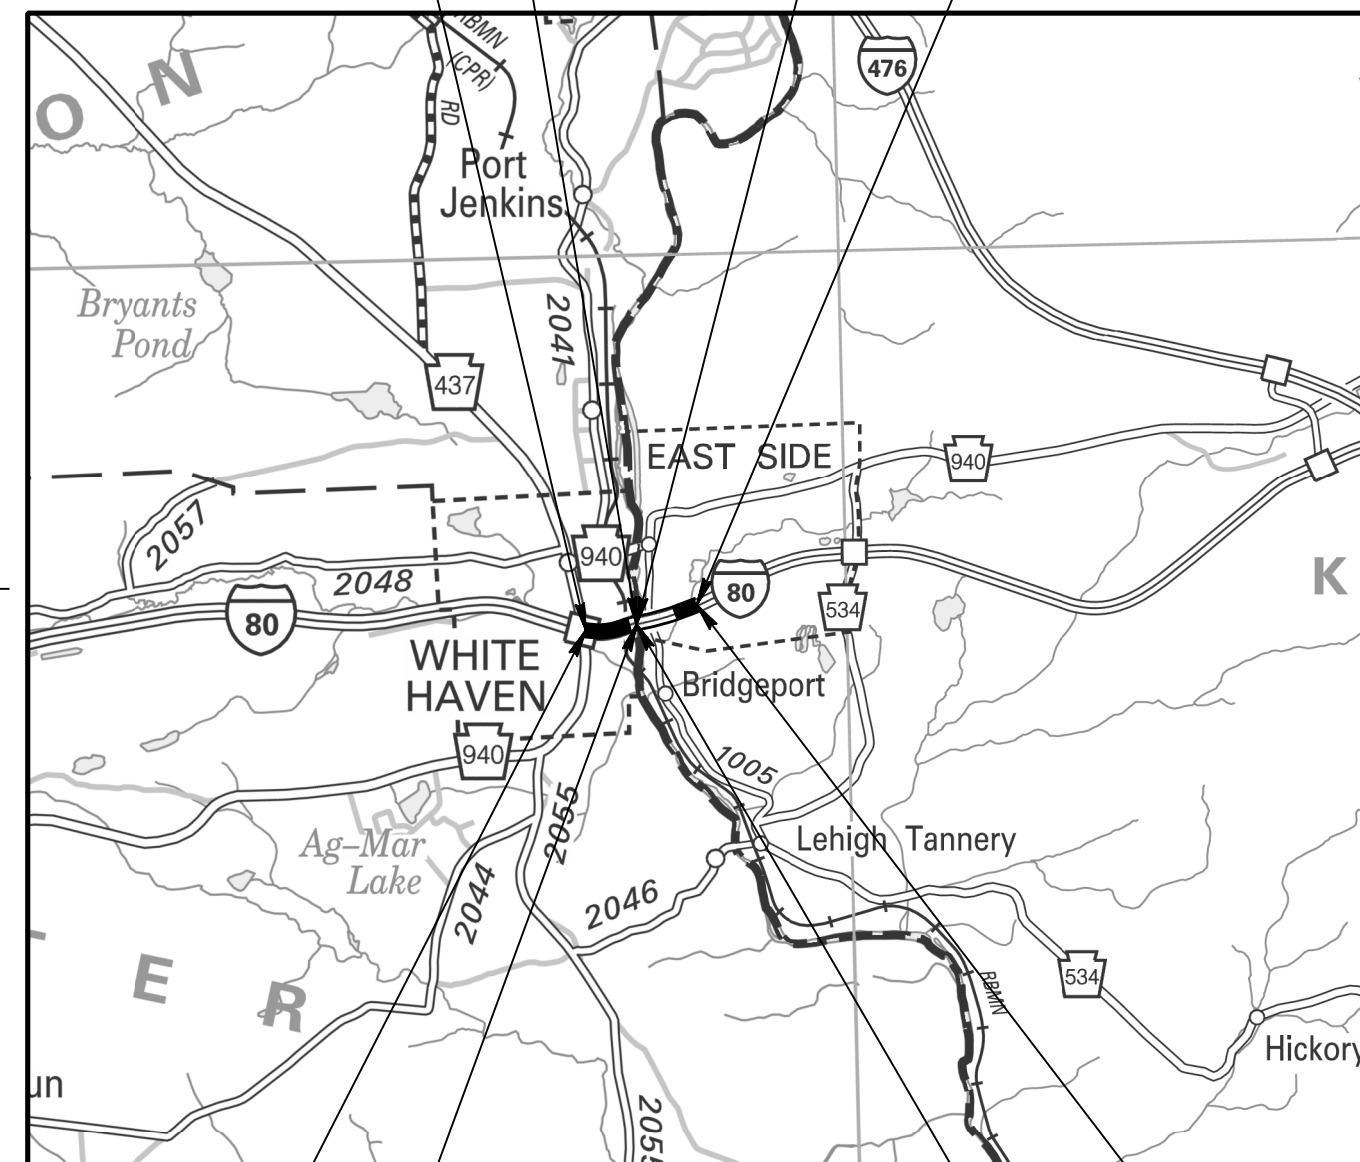 RBMN
(CPR)
476
O N
RD
Port
Jenkins
Bryants
Pond
2041
437
EAST SIDE
940
2057
940
2048
K
80
80
534
WHITE
HAVEN
Bridgeport
940
1005
2055
Ag–Mar
Lake
Lehigh Tannery
2044
2046
E R
534
RBMN
Hickory
un
2055